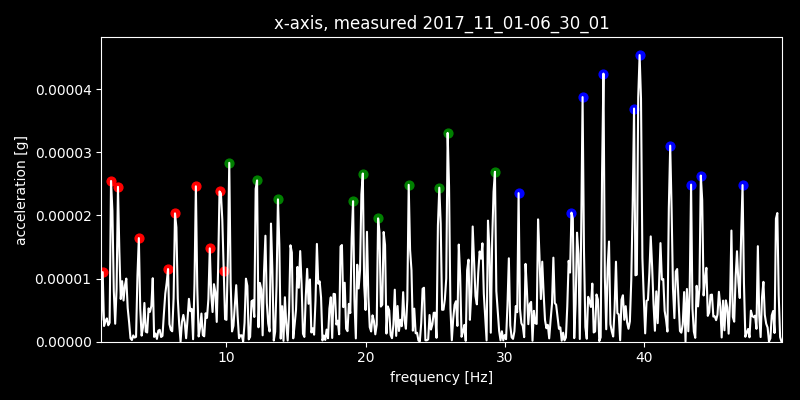 x-axis, measured 2017_11_01-06_30_01
acceleration [g]
0.00004
0.00003
0.00002
0.00001
0.00000
10 20 30 40
frequency [Hz]